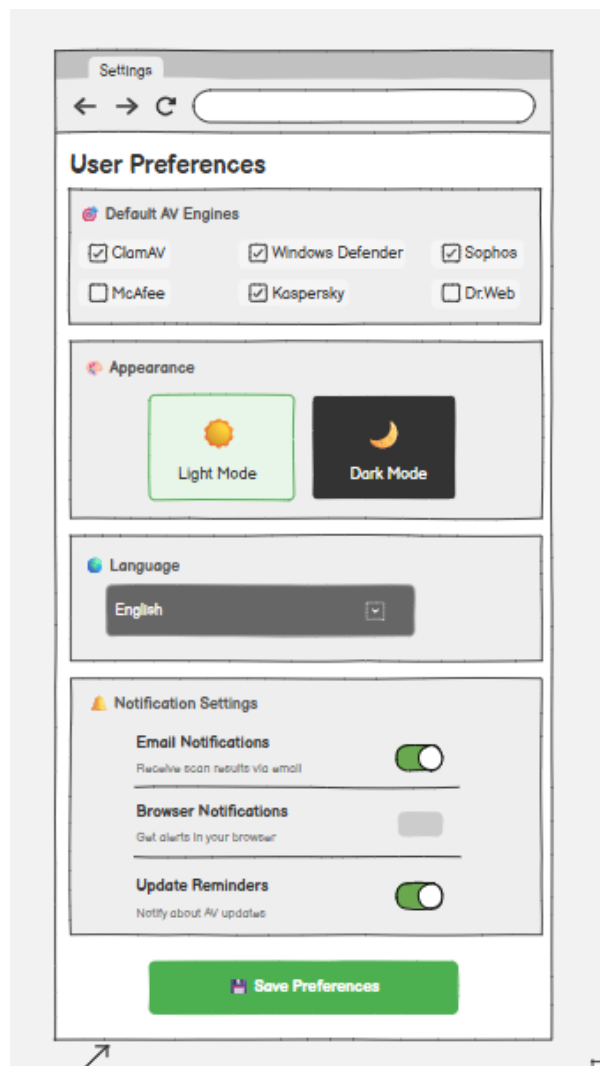 Settings
User Preferences
Default AV Engines
ClamAV Windows Defender Sophos
McAfee Kaspersky Dr.Web
Appearance
Light Mode Dark Mode
Language
English
Notification Settings
Email Notifications
Receive scan results via email
Browser Notifications
Get alerts in your browser
Update Reminders
Notify about AV updates
Save Preferences